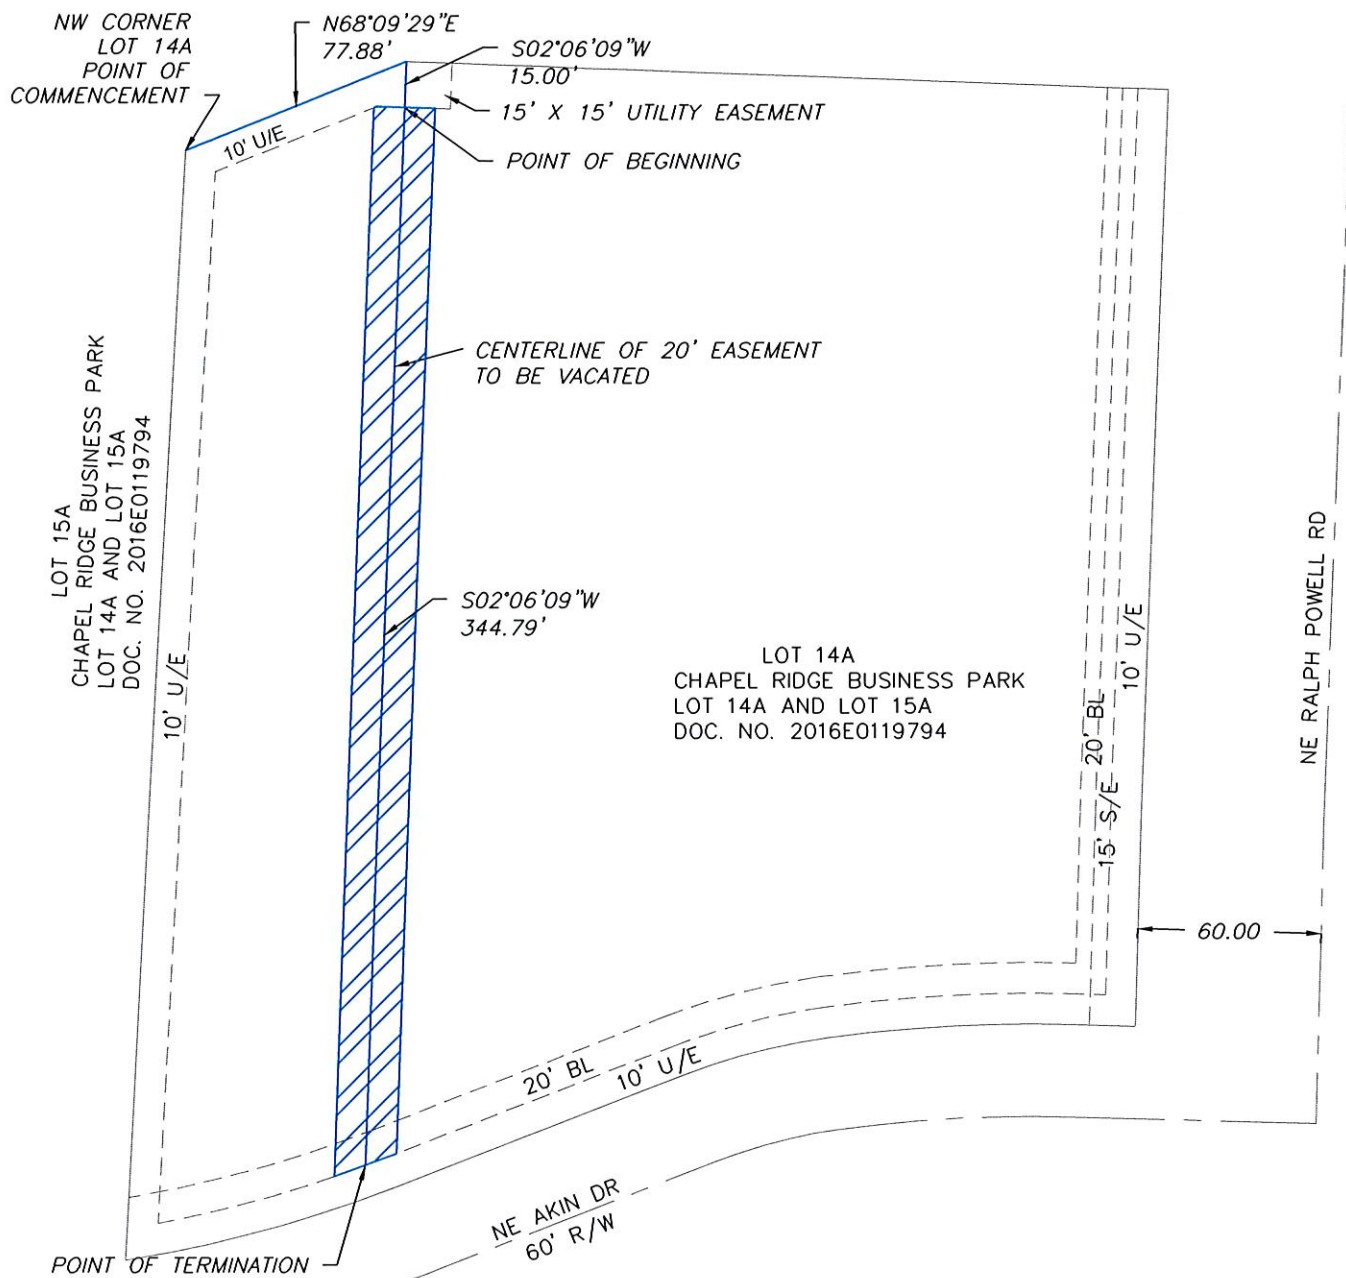 NW CORNER
LOT 14A
POINT OF
COMMENCEMENT
N68°09'29"E
77.88'
S02°06'09"W
15.00'
15' X 15' UTILITY EASEMENT
POINT OF BEGINNING
10' U/E
CENTERLINE OF 20' EASEMENT
TO BE VACATED
LOT 15A
CHAPEL RIDGE BUSINESS PARK
LOT 14A AND LOT 15A
DOC. NO. 2016E0119794
10' U/E
S02°06'09"W
344.79'
LOT 14A
CHAPEL RIDGE BUSINESS PARK
LOT 14A AND LOT 15A
DOC. NO. 2016E0119794
20' BL
15' S/E
10' U/E
NE RALPH POWELL RD
60.00
20' BL
10' U/E
NE AKIN DR
60' R/W
POINT OF TERMINATION